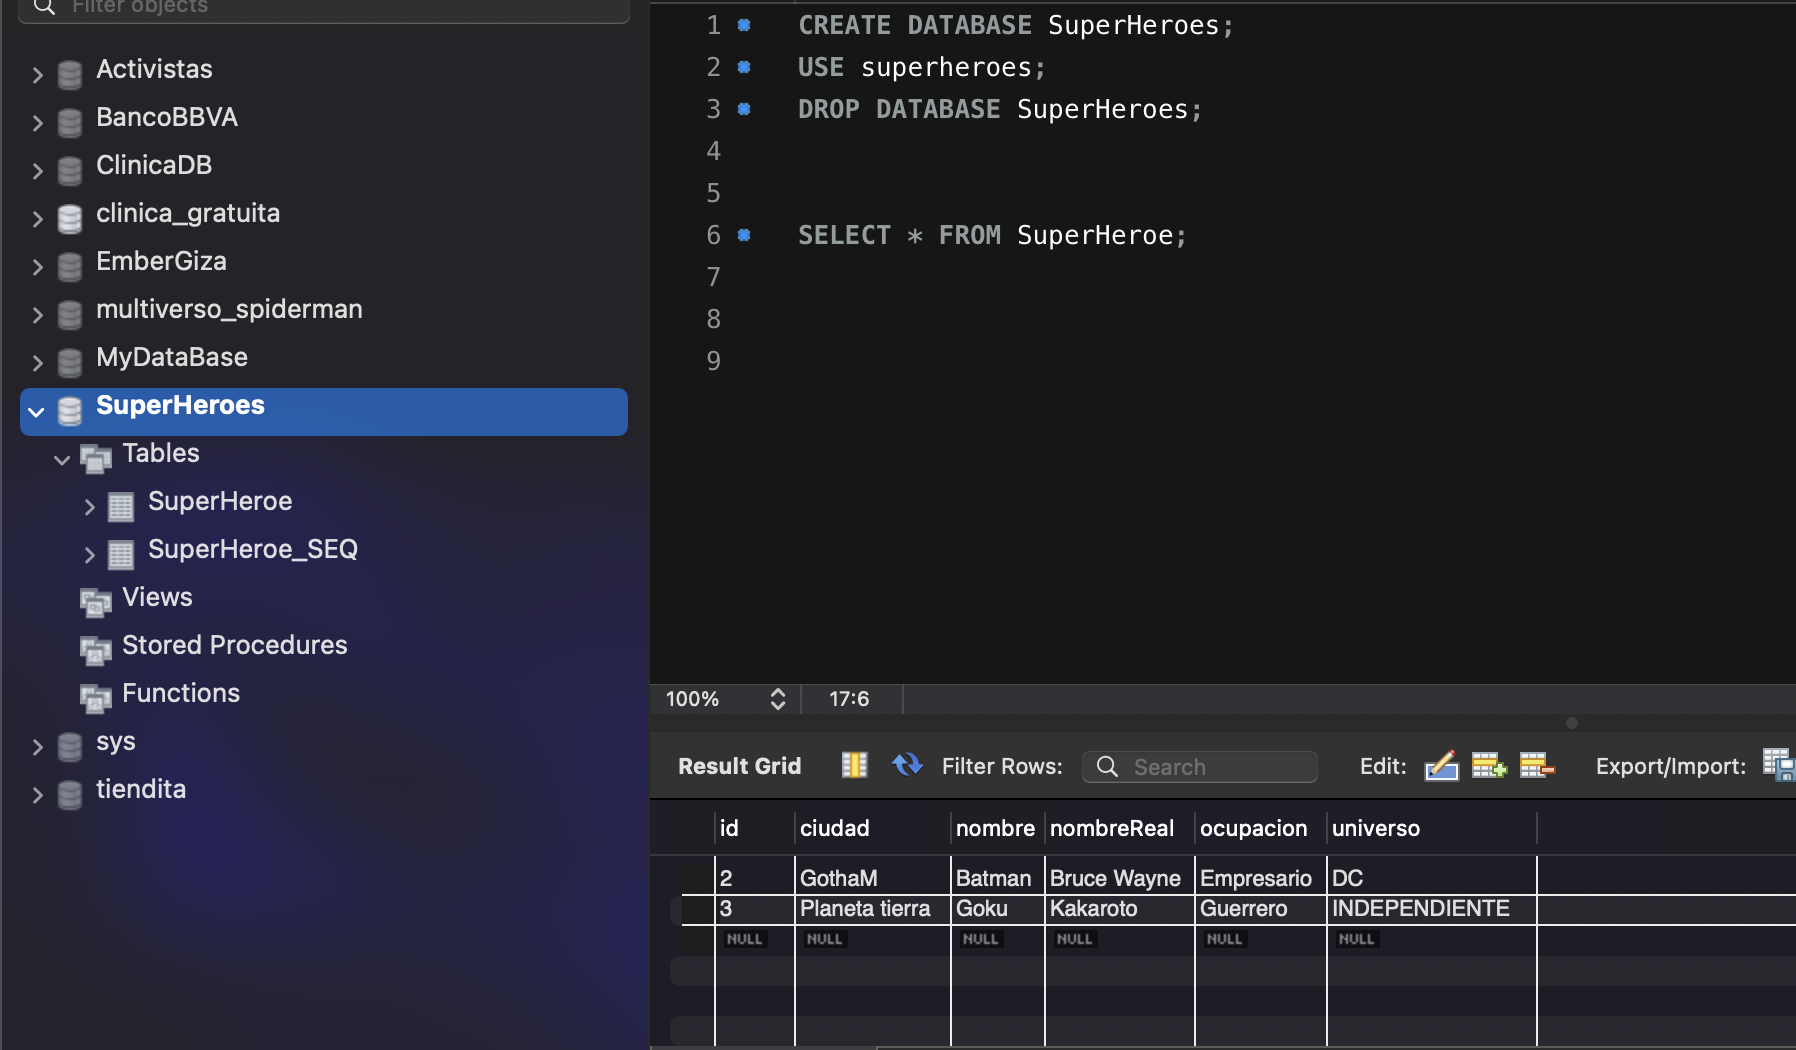 Filter objects
Activistas
BancoBBVA
ClinicaDB
clinica_gratuita
EmberGiza
multiverso_spiderman
MyDataBase
SuperHeroes
Tables
SuperHeroe
SuperHeroe_SEQ
Views
Stored Procedures
Functions
sys
tiendita
1 CREATE DATABASE SuperHeroes;
2 USE superheroes;
3 DROP DATABASE SuperHeroes;
4
5
6 SELECT * FROM SuperHeroe;
7
8
9
100% 17:6
Result Grid Filter Rows: Search Edit: Export/Import:
id ciudad nombre nombreReal ocupacion universo
2 GothaM Batman Bruce Wayne Empresario DC
3 Planeta tierra Goku Kakaroto Guerrero INDEPENDIENTE
NULL NULL NULL NULL NULL NULL